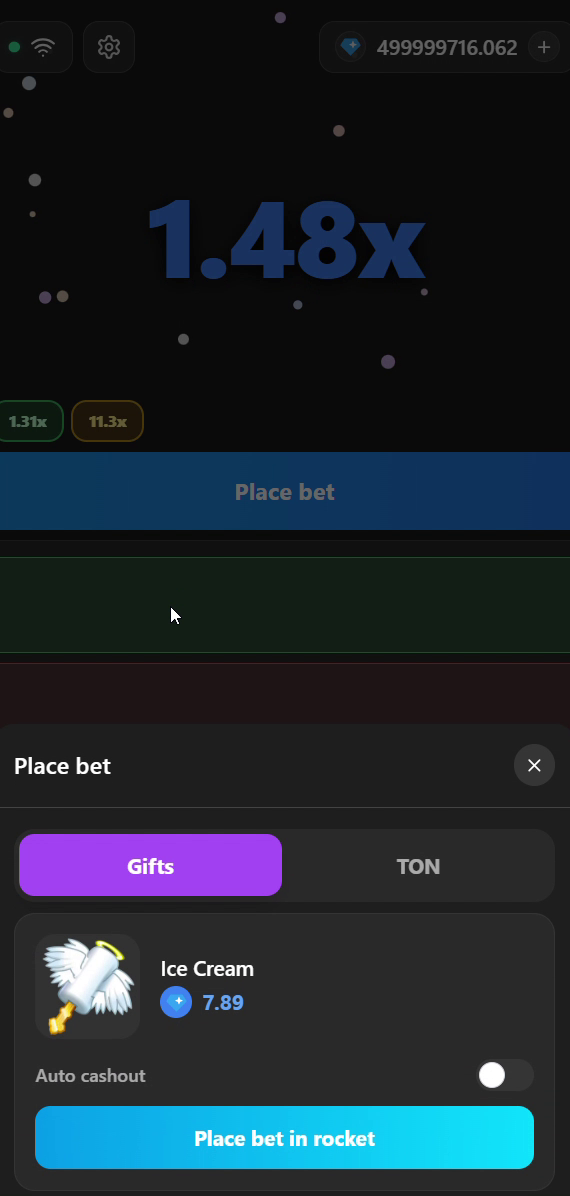 499999716.062
1.48x
1.31x
11.3x
Place bet
Place bet
Gifts
TON
Ice Cream
7.89
Auto cashout
Place bet in rocket